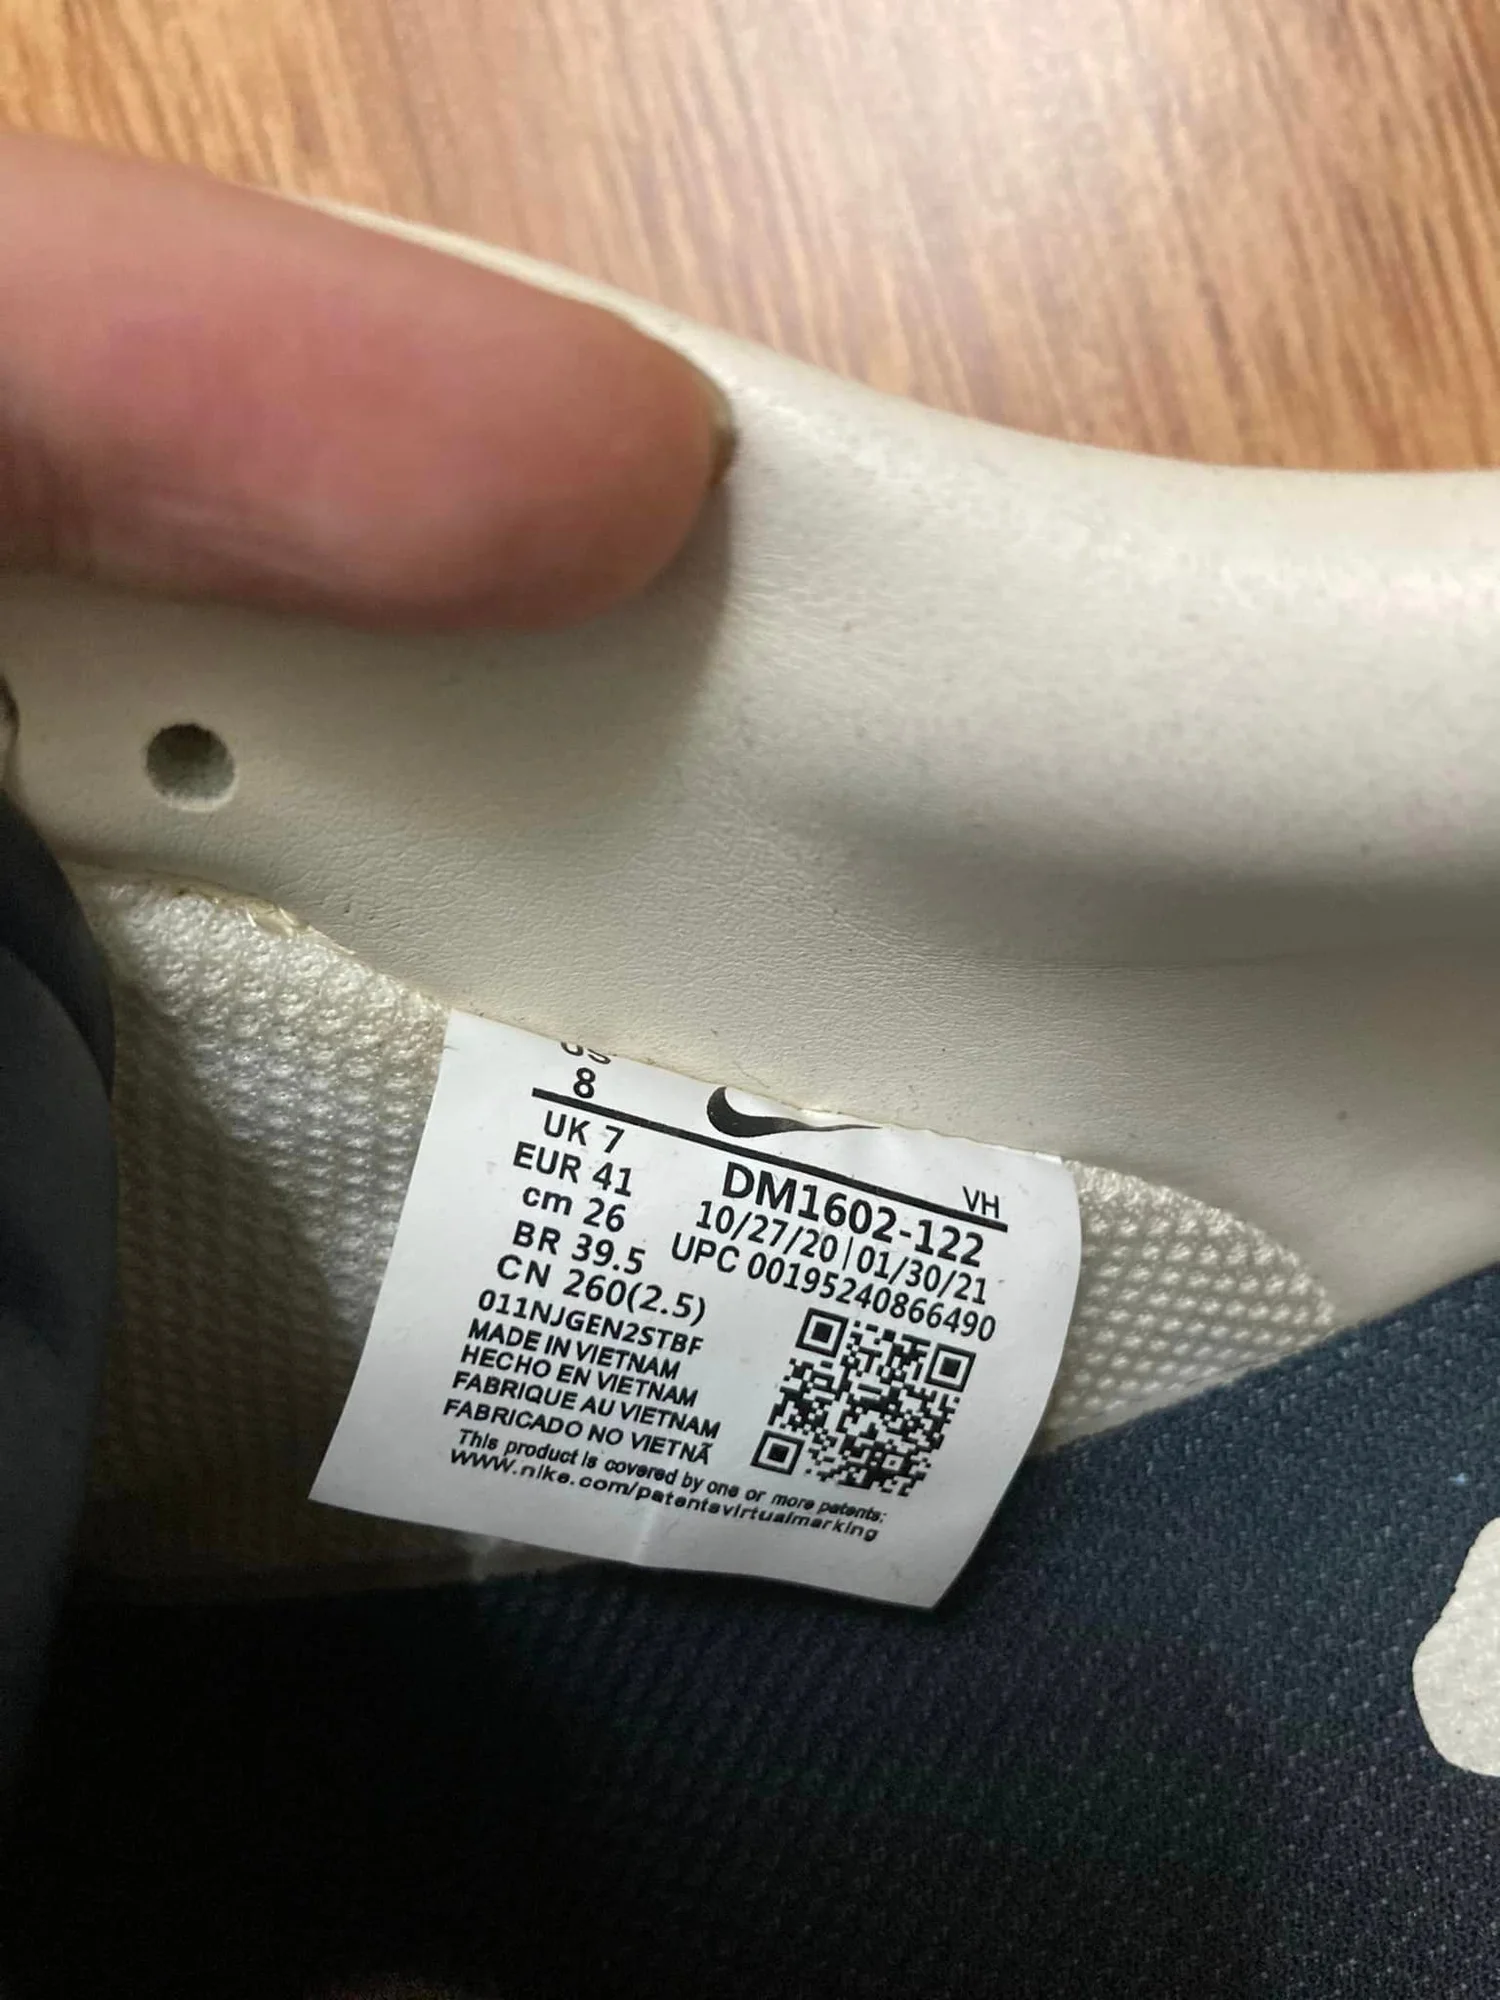 US
8
UK 7
EUR 41
cm 26
BR 39.5
CN 260(2.5)
011NJGEN2STBF
MADE IN VIETNAM
HECHO EN VIETNAM
FABRIQUE AU VIETNAM
FABRICADO NO VIETNÃ
This product is covered by one or more patents:
www.nike.com/patentsvirtualmarking
VH
DM1602-122
10/27/20|01/30/21
UPC 00195240866490